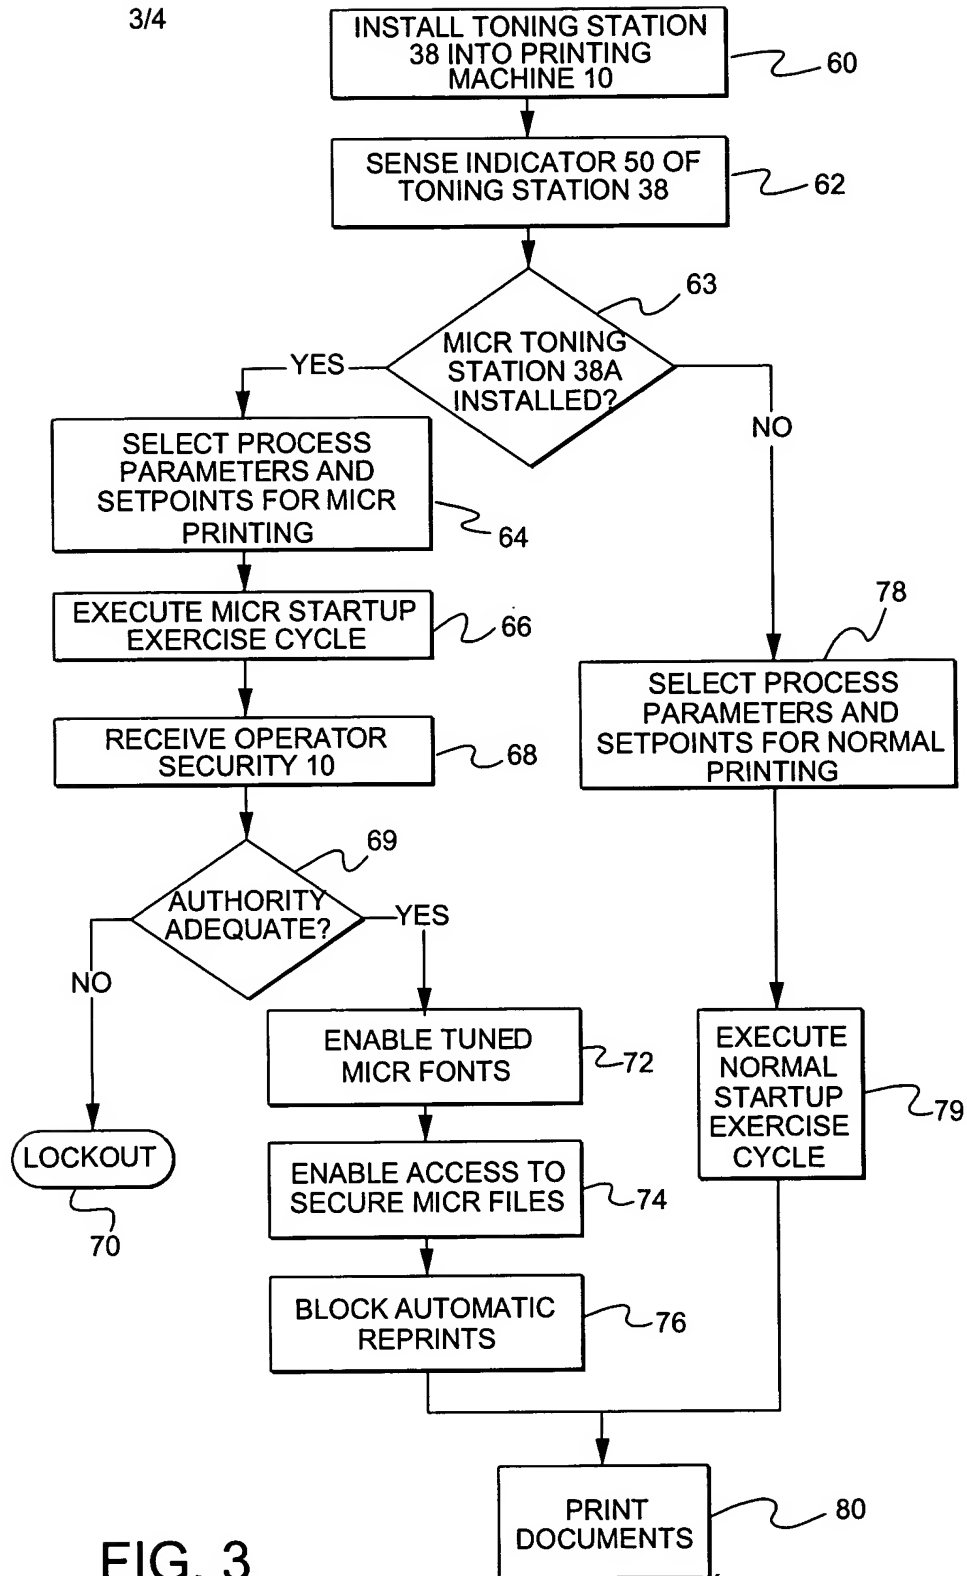 3/4
INSTALL TONING STATION
38 INTO PRINTING
MACHINE 10
60
SENSE INDICATOR 50 OF
TONING STATION 38
62
63
MICR TONING
STATION 38A
INSTALLED?
YES
NO
SELECT PROCESS
PARAMETERS AND
SETPOINTS FOR MICR
PRINTING
64
EXECUTE MICR STARTUP
EXERCISE CYCLE
66
78
SELECT PROCESS
PARAMETERS AND
SETPOINTS FOR NORMAL
PRINTING
RECEIVE OPERATOR
SECURITY 10
68
69
AUTHORITY
ADEQUATE?
YES
NO
ENABLE TUNED
MICR FONTS
72
EXECUTE
NORMAL
STARTUP
EXERCISE
CYCLE
79
LOCKOUT
70
ENABLE ACCESS TO
SECURE MICR FILES
74
BLOCK AUTOMATIC
REPRINTS
76
PRINT
DOCUMENTS
80
FIG. 3